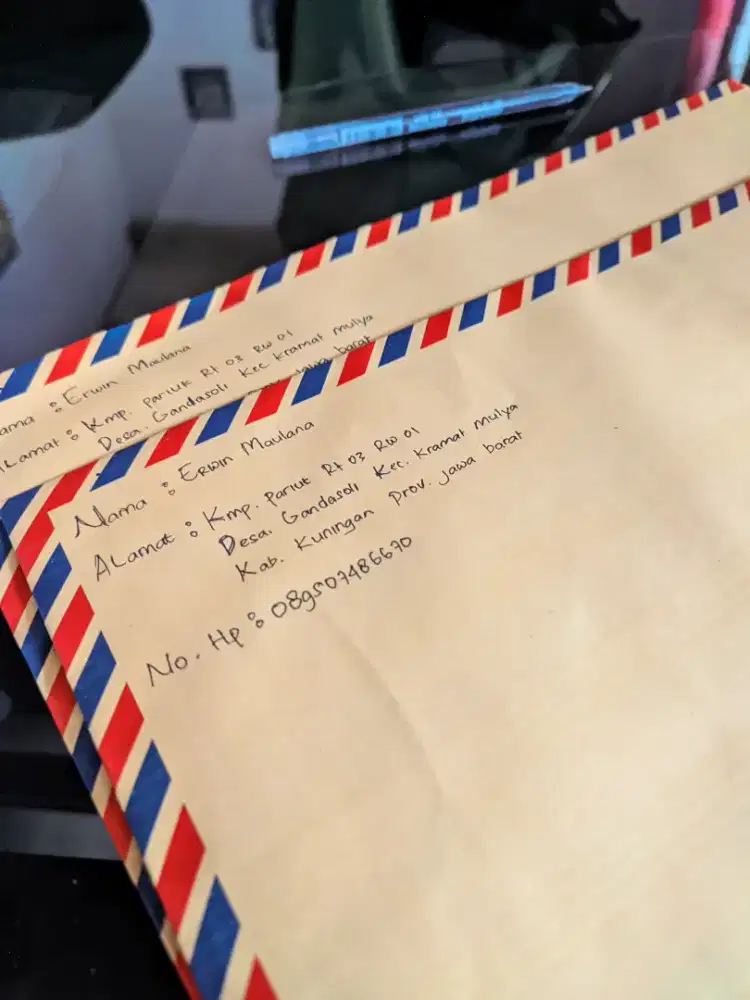 ama : Erwin Maulana
Alamat : Kmp. Pariuk Rt 03 RW 01
Desa. Gandasoli Kec Kramat mulya
jawa barat
Nama : Erwin Maulana
Alamat : Kmp. Pariuk Rt 03 RW 01
Desa. Gandasoli Kec. Kramat mulya
Kab. Kuningan Prov. jawa barat
No. Hp : 089507486670